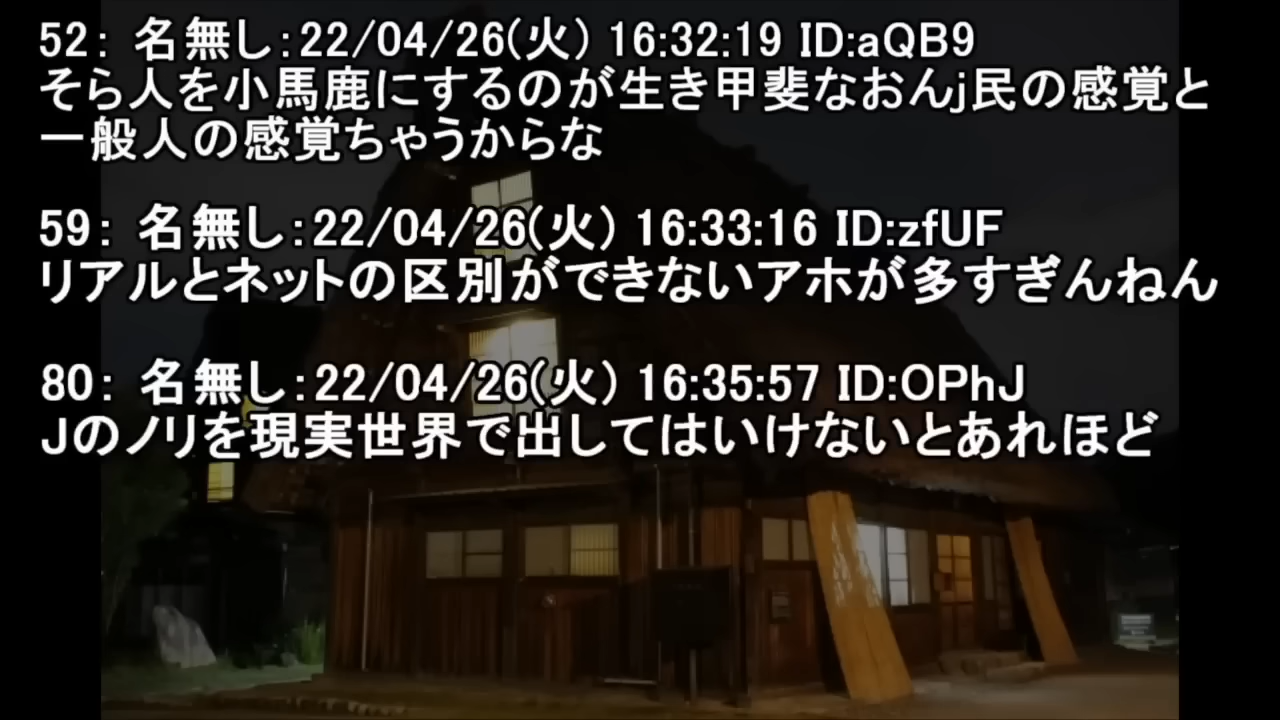 52: 名無し:22/04/26(火) 16:32:19 ID:aQB9
そら人を小馬鹿にするのが生き甲斐なおんj民の感覚と
一般人の感覚ちゃうからな
59: 名無し:22/04/26(火) 16:33:16 ID:zfUF
リアルとネットの区別ができないアホが多すぎんねん
80: 名無し:22/04/26(火) 16:35:57 ID:OPhJ
Jのノリを現実世界で出してはいけないとあれほど